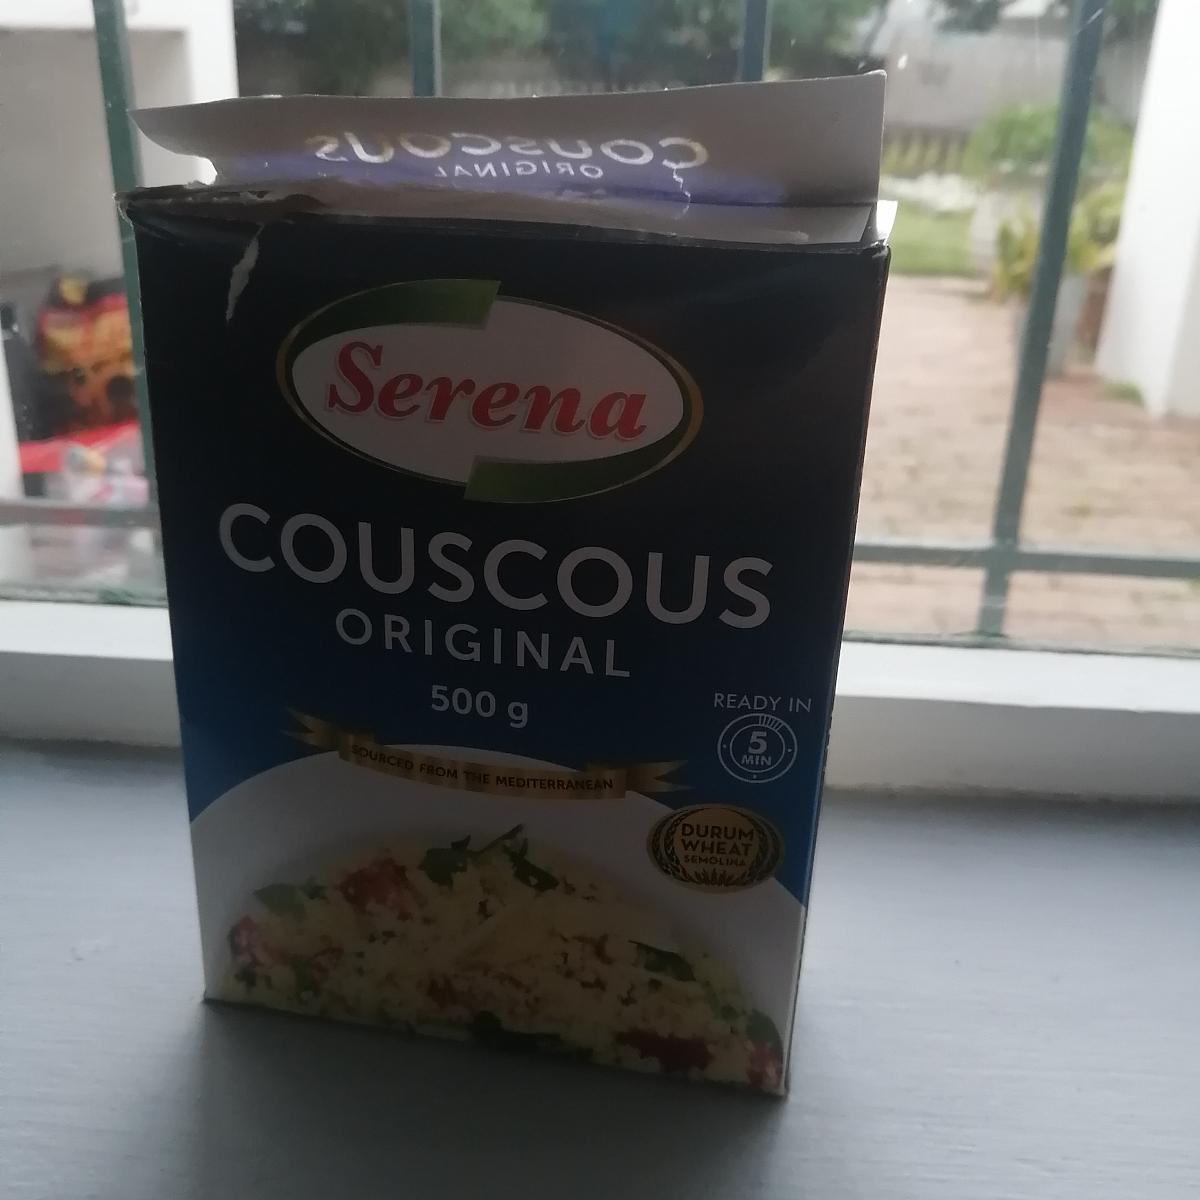 COUSCOUS
ORIGINAL
Serena
COUSCOUS
ORIGINAL
500 g
READY IN
5
MIN
SOURCED FROM THE MEDITERRANEAN
DURUM
WHEAT
SEMOLINA